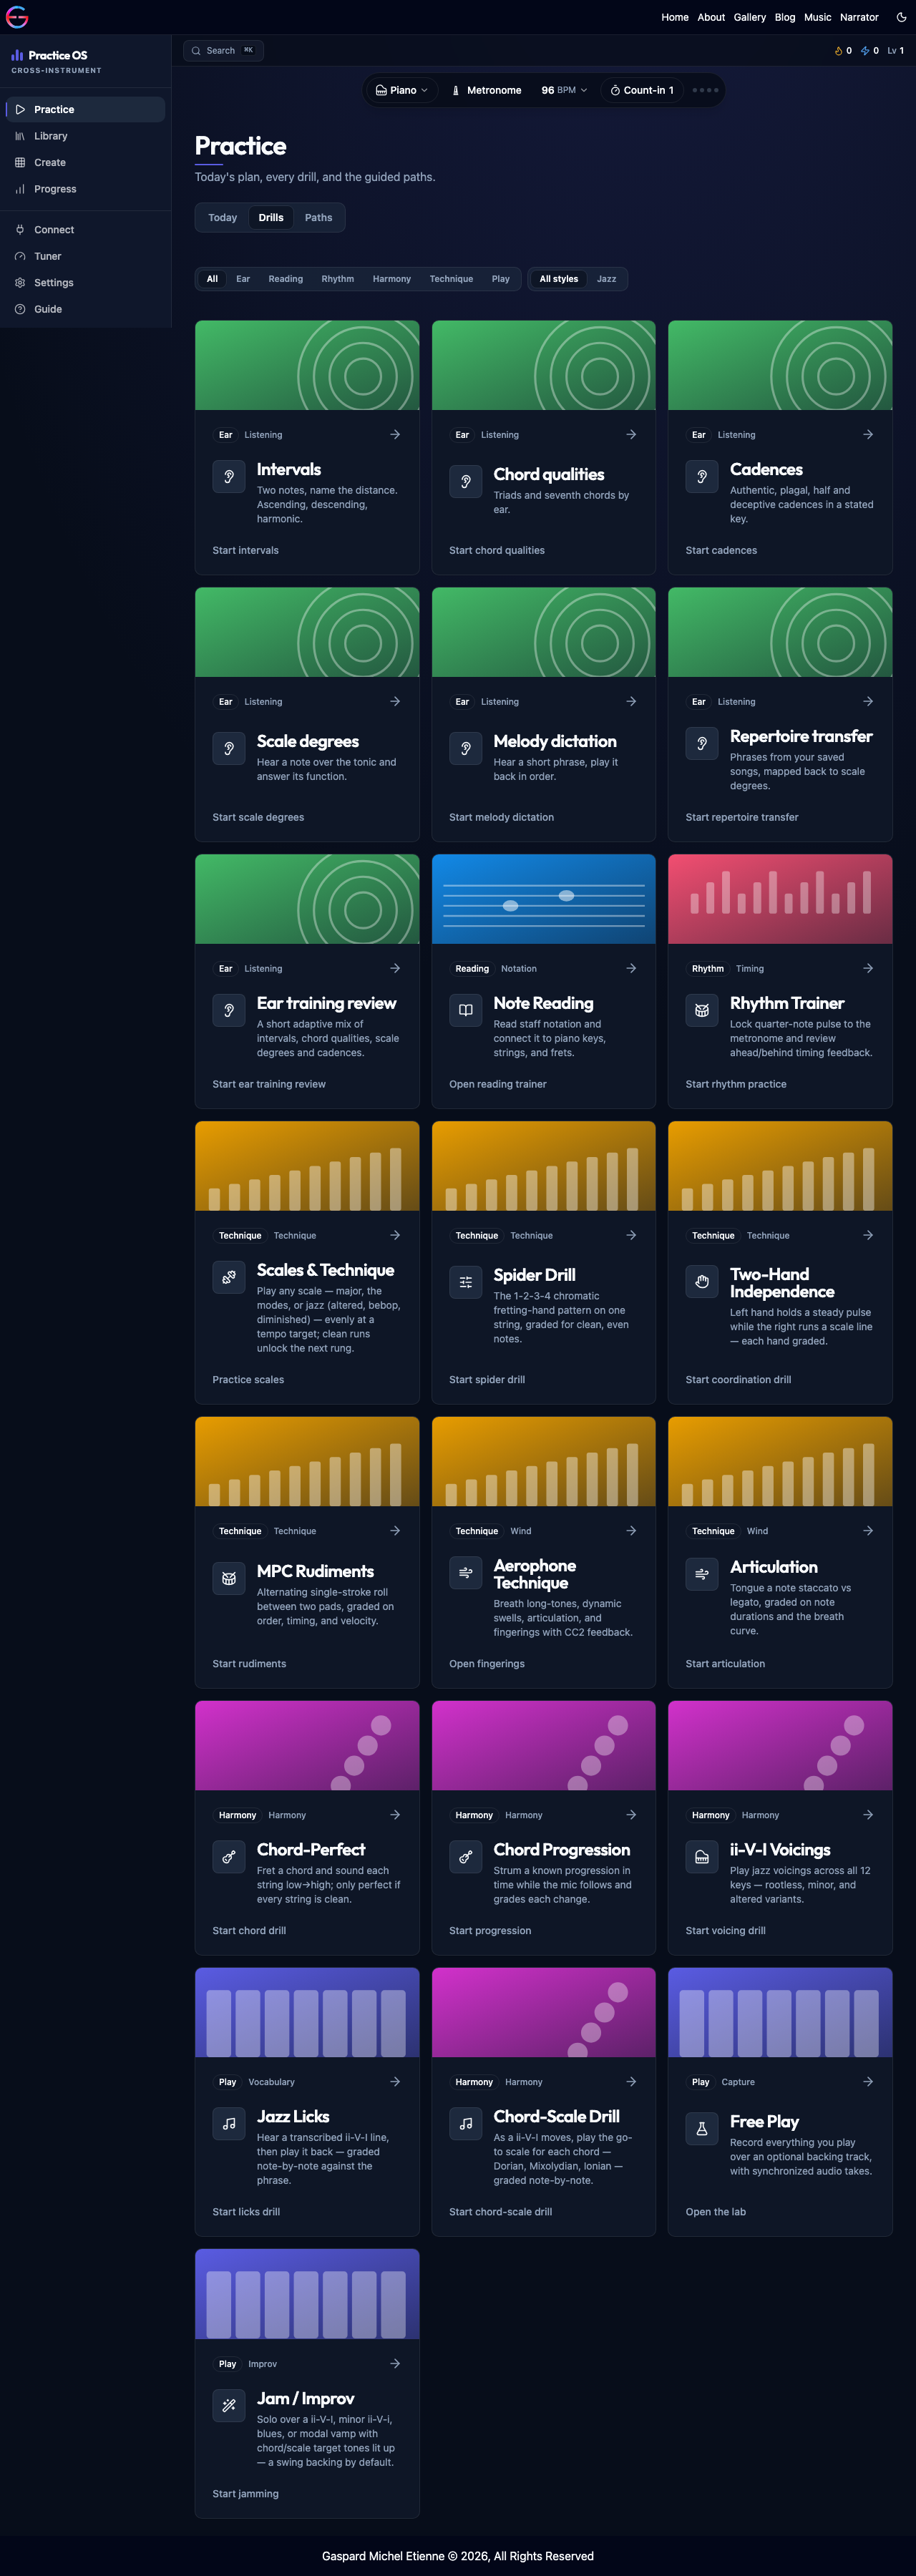 Home About Gallery Blog Music Narrator
Practice OS
CROSS-INSTRUMENT
Search ⌘K
0 0 Lv 1
Practice
Library
Create
Progress
Connect
Tuner
Settings
Guide
Piano Metronome 96 BPM Count-in 1
Practice
Today's plan, every drill, and the guided paths.
Today Drills Paths
All Ear Reading Rhythm Harmony Technique Play All styles Jazz
Ear Listening
Intervals
Two notes, name the distance.
Ascending, descending,
harmonic.
Start intervals
Ear Listening
Chord qualities
Triads and seventh chords by
ear.
Start chord qualities
Ear Listening
Cadences
Authentic, plagal, half and
deceptive cadences in a stated
key.
Start cadences
Ear Listening
Scale degrees
Hear a note over the tonic and
answer its function.
Start scale degrees
Ear Listening
Melody dictation
Hear a short phrase, play it
back in order.
Start melody dictation
Ear Listening
Repertoire transfer
Phrases from your saved
songs, mapped back to scale
degrees.
Start repertoire transfer
Ear Listening
Ear training review
A short adaptive mix of
intervals, chord qualities, scale
degrees and cadences.
Start ear training review
Reading Notation
Note Reading
Read staff notation and
connect it to piano keys,
strings, and frets.
Open reading trainer
Rhythm Timing
Rhythm Trainer
Lock quarter-note pulse to the
metronome and review
ahead/behind timing feedback.
Start rhythm practice
Technique Technique
Scales & Technique
Play any scale — major, the
modes, or jazz (altered, bebop,
diminished) — evenly at a
tempo target; clean runs
unlock the next rung.
Practice scales
Technique Technique
Spider Drill
The 1-2-3-4 chromatic
fretting-hand pattern on one
string, graded for clean, even
notes.
Start spider drill
Technique Technique
Two-Hand
Independence
Left hand holds a steady pulse
while the right runs a scale line
— each hand graded.
Start coordination drill
Technique Technique
MPC Rudiments
Alternating single-stroke roll
between two pads, graded on
order, timing, and velocity.
Start rudiments
Technique Wind
Aerophone
Technique
Breath long-tones, dynamic
swells, articulation, and
fingerings with CC2 feedback.
Open fingerings
Technique Wind
Articulation
Tongue a note staccato vs
legato, graded on note
durations and the breath
curve.
Start articulation
Harmony Harmony
Chord-Perfect
Fret a chord and sound each
string low→high; only perfect if
every string is clean.
Start chord drill
Harmony Harmony
Chord Progression
Strum a known progression in
time while the mic follows and
grades each change.
Start progression
Harmony Harmony
ii-V-I Voicings
Play jazz voicings across all 12
keys — rootless, minor, and
altered variants.
Start voicing drill
Play Vocabulary
Jazz Licks
Hear a transcribed ii-V-I line,
then play it back — graded
note-by-note against the
phrase.
Start licks drill
Harmony Harmony
Chord-Scale Drill
As a ii-V-I moves, play the go-
to scale for each chord —
Dorian, Mixolydian, Ionian —
graded note-by-note.
Start chord-scale drill
Play Capture
Free Play
Record everything you play
over an optional backing track,
with synchronized audio takes.
Open the lab
Play Improv
Jam / Improv
Solo over a ii-V-I, minor ii-V-i,
blues, or modal vamp with
chord/scale target tones lit up
— a swing backing by default.
Start jamming
Gaspard Michel Etienne © 2026, All Rights Reserved